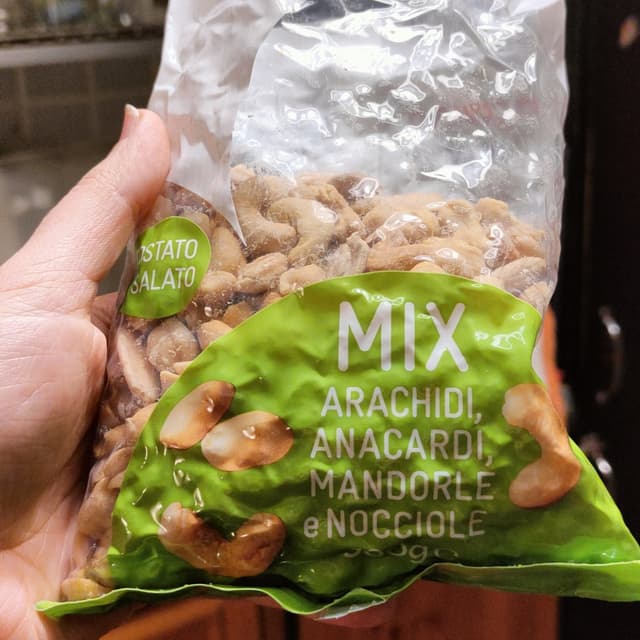 OSTATO
SALATO
MIX
ARACHIDI,
ANACARDI,
MANDORLE
e NOCCIOLE